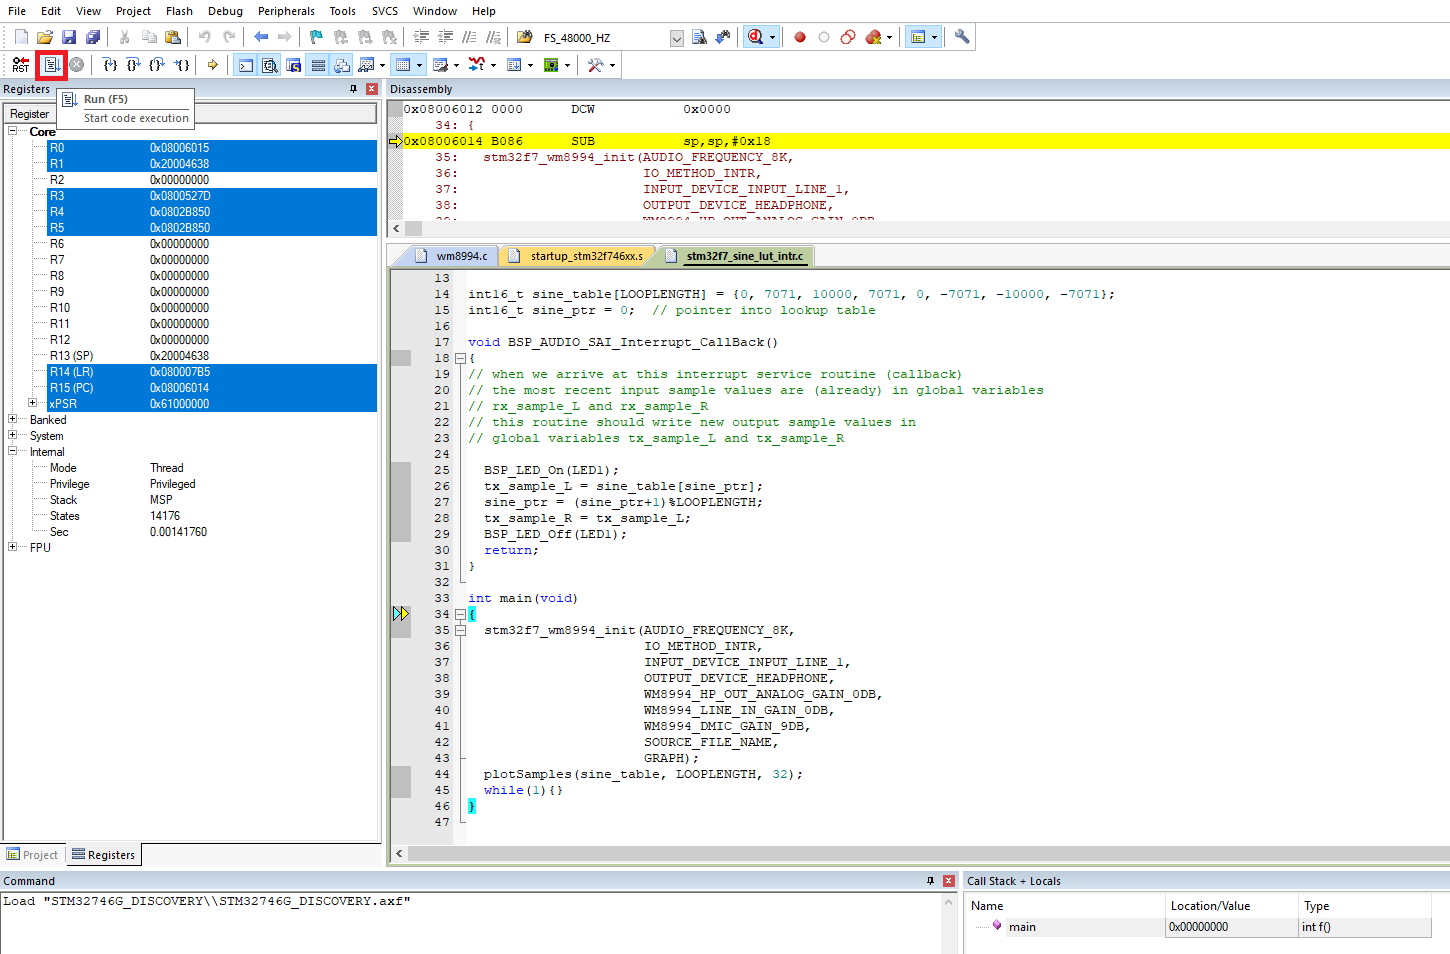 File Edit View Project Flash Debug Peripherals Tools SVCS Window Help
FS_48000_HZ
RST
Registers
Run (F5)
Start code execution
Register
Core
R0 0x08006015
R1 0x20004638
R2 0x00000000
R3 0x0800527D
R4 0x0802B850
R5 0x0802B850
R6 0x00000000
R7 0x00000000
R8 0x00000000
R9 0x00000000
R10 0x00000000
R11 0x00000000
R12 0x00000000
R13 (SP) 0x20004638
R14 (LR) 0x080007B5
R15 (PC) 0x08006014
xPSR 0x61000000
Banked
System
Internal
Mode Thread
Privilege Privileged
Stack MSP
States 14176
Sec 0.00141760
FPU
Project Registers
Disassembly
0x08006012 0000 DCW 0x0000
34: {
0x08006014 B086 SUB sp,sp,#0x18
35: stm32f7_wm8994_init(AUDIO_FREQUENCY_8K,
36: IO_METHOD_INTR,
37: INPUT_DEVICE_INPUT_LINE_1,
38: OUTPUT_DEVICE_HEADPHONE,
39: WM8994_HP_OUT_ANALOG_GAIN_0DB,
wm8994.c startup_stm32f746xx.s stm32f7_sine_lut_intr.c
13
14 int16_t sine_table[LOOPLENGTH] = {0, 7071, 10000, 7071, 0, -7071, -10000, -7071};
15 int16_t sine_ptr = 0; // pointer into lookup table
16
17 void BSP_AUDIO_SAI_Interrupt_CallBack()
18 {
19 // when we arrive at this interrupt service routine (callback)
20 // the most recent input sample values are (already) in global variables
21 // rx_sample_L and rx_sample_R
22 // this routine should write new output sample values in
23 // global variables tx_sample_L and tx_sample_R
24
25 BSP_LED_On(LED1);
26 tx_sample_L = sine_table[sine_ptr];
27 sine_ptr = (sine_ptr+1)%LOOPLENGTH;
28 tx_sample_R = tx_sample_L;
29 BSP_LED_Off(LED1);
30 return;
31 }
32
33 int main(void)
34 {
35 stm32f7_wm8994_init(AUDIO_FREQUENCY_8K,
36 IO_METHOD_INTR,
37 INPUT_DEVICE_INPUT_LINE_1,
38 OUTPUT_DEVICE_HEADPHONE,
39 WM8994_HP_OUT_ANALOG_GAIN_0DB,
40 WM8994_LINE_IN_GAIN_0DB,
41 WM8994_DMIC_GAIN_9DB,
42 SOURCE_FILE_NAME,
43 GRAPH);
44 plotSamples(sine_table, LOOPLENGTH, 32);
45 while(1){}
46 }
47
Command
Load "STM32746G_DISCOVERY\\STM32746G_DISCOVERY.axf"
Call Stack + Locals
Name Location/Value Type
main 0x00000000 int f()